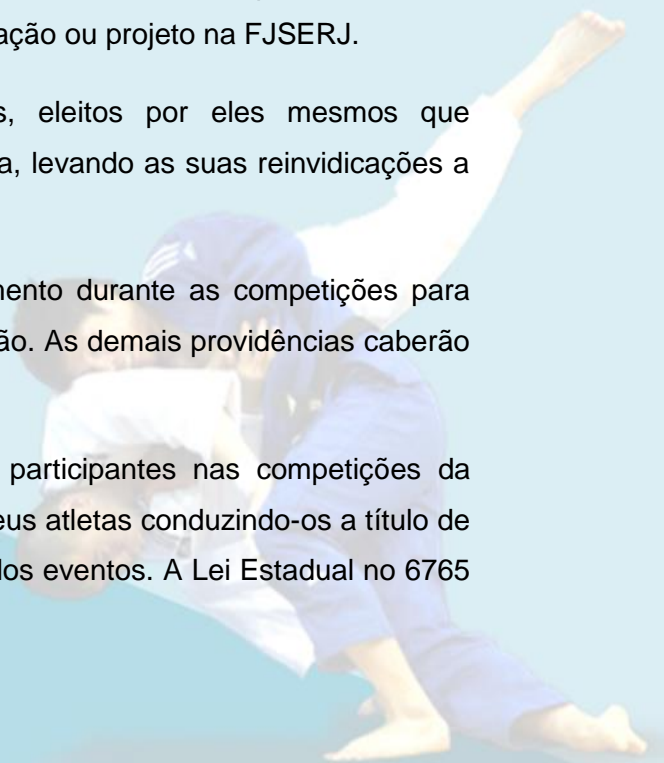 ação ou projeto na FJSERJ.
s, eleitos por eles mesmos que
a, levando as suas reinvidicações a
mento durante as competições para
ão. As demais providências caberão
participantes nas competições da
eus atletas conduzindo-os a título de
dos eventos. A Lei Estadual no 6765